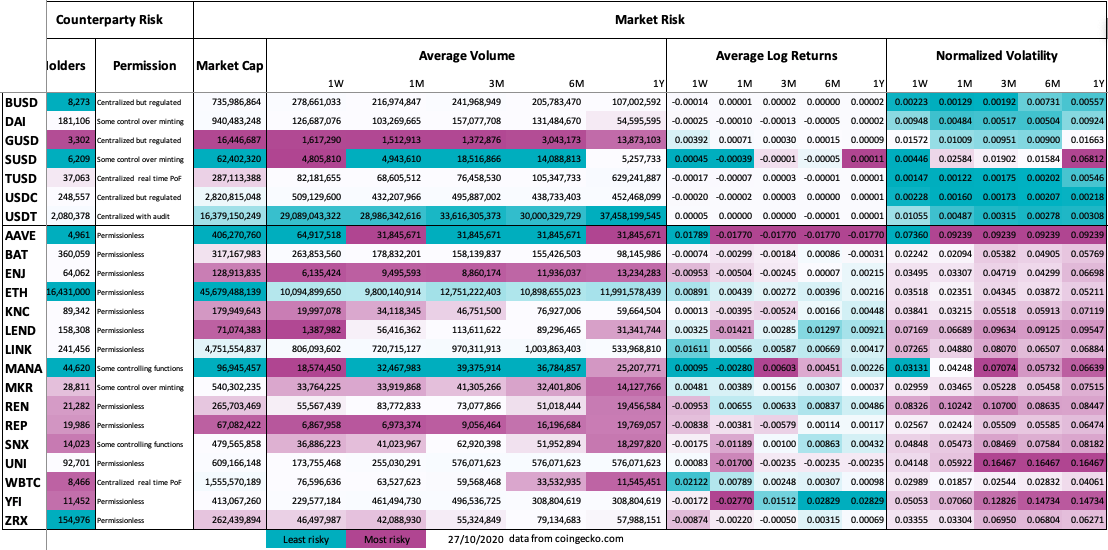 Counterparty Risk Market Risk
olders Permission Market Cap Average Volume Average Log Returns Normalized Volatility
1W 1M 3M 6M 1Y 1W 1M 3M 6M 1Y 1W 1M 3M 6M 1Y
BUSD 8,273 Centralized but regulated 735,986,864 278,661,033 216,974,847 241,968,949 205,783,470 107,002,592 -0.00014 0.00001 0.00002 0.00000 0.00002 0.00223 0.00129 0.00192 0.00731 0.00557
DAI 181,106 Some control over minting 940,483,248 126,687,076 103,269,665 157,077,708 131,484,670 54,595,595 -0.00025 -0.00010 -0.00013 -0.00005 0.00002 0.00948 0.00484 0.00517 0.00504 0.00924
GUSD 3,302 Centralized but regulated 16,446,687 1,617,290 1,512,913 1,372,876 3,043,173 13,873,103 0.00392 0.00071 0.00030 0.00015 0.00009 0.01572 0.01009 0.00951 0.00900 0.01663
SUSD 6,209 Some control over minting 62,402,320 4,805,810 4,943,610 18,516,866 14,088,813 5,257,733 0.00045 -0.00039 -0.00001 -0.00005 0.00011 0.00446 0.02584 0.01902 0.01584 0.06812
TUSD 37,063 Centralized real time PoF 287,113,388 82,181,655 68,605,512 76,458,530 105,347,733 629,241,887 -0.00017 -0.00007 0.00003 -0.00001 0.00001 0.00147 0.00122 0.00175 0.00202 0.00546
USDC 248,557 Centralized but regulated 2,820,815,048 509,129,600 432,207,966 495,887,002 438,733,403 452,468,099 -0.00020 -0.00002 0.00002 0.00000 0.00001 0.00228 0.00160 0.00173 0.00207 0.00218
USDT 2,080,378 Centralized with audit 16,379,150,249 29,089,043,322 28,986,342,616 33,616,305,373 30,000,329,729 37,458,199,545 0.00005 0.00000 0.00000 -0.00001 0.00001 0.01055 0.00487 0.00315 0.00278 0.00308
AAVE 4,961 Permissionless 406,270,760 64,917,518 31,845,671 31,845,671 31,845,671 31,845,671 0.01789 -0.01770 -0.01770 -0.01770 -0.01770 0.07360 0.09239 0.09239 0.09239 0.09239
BAT 360,059 Permissionless 317,167,983 263,853,560 178,832,201 158,139,837 155,426,503 98,145,986 -0.00074 -0.00299 -0.00184 0.00086 -0.00031 0.02242 0.02094 0.05382 0.04905 0.05769
ENJ 64,062 Permissionless 128,913,835 6,135,424 9,495,593 8,860,174 11,936,037 13,234,283 -0.00953 -0.00504 -0.00245 0.00007 0.00215 0.03495 0.03307 0.04719 0.04299 0.06698
ETH 16,431,000 Permissionless 45,679,488,139 10,094,899,650 9,800,140,914 12,751,222,403 10,898,655,023 11,991,578,439 0.00891 0.00439 0.00272 0.00396 0.00216 0.03518 0.02351 0.04345 0.03872 0.05211
KNC 89,342 Permissionless 179,949,643 19,997,078 34,118,345 46,751,500 76,927,006 59,664,504 0.00013 -0.00395 -0.00524 0.00166 0.00448 0.03841 0.03215 0.05518 0.05913 0.07119
LEND 158,308 Permissionless 71,074,383 1,387,982 56,416,362 113,611,622 89,296,465 31,341,744 0.00325 -0.01421 0.00285 0.01297 0.00921 0.07169 0.06689 0.09634 0.09125 0.09547
LINK 241,456 Permissionless 4,751,554,837 806,093,602 720,715,127 970,311,913 1,003,863,403 533,968,810 0.01611 0.00566 0.00587 0.00669 0.00417 0.07265 0.04880 0.08070 0.06507 0.06884
MANA 44,620 Some controlling functions 96,945,457 18,574,450 32,467,983 39,375,914 36,784,857 25,207,771 0.00095 -0.00280 0.00603 0.00451 0.00226 0.03131 0.04248 0.07074 0.05732 0.06639
MKR 28,811 Some control over minting 540,302,235 33,764,225 33,919,868 41,305,266 32,401,806 14,127,766 0.00481 0.00389 0.00156 0.00307 0.00037 0.02959 0.03465 0.05228 0.05458 0.07515
REN 21,282 Permissionless 265,703,469 55,567,439 83,772,833 73,077,866 51,018,444 19,456,584 -0.00953 0.00655 0.00633 0.00837 0.00486 0.08326 0.10242 0.10700 0.08635 0.08447
REP 19,986 Permissionless 67,082,422 6,867,958 6,973,374 9,056,464 16,196,684 19,769,057 -0.00838 -0.00381 -0.00579 0.00114 0.00117 0.02567 0.02424 0.05509 0.05585 0.06474
SNX 14,023 Some controlling functions 479,565,858 36,886,223 41,023,967 62,920,398 51,952,894 18,297,820 -0.00175 -0.01189 0.00100 0.00863 0.00432 0.04848 0.05473 0.08469 0.07584 0.08182
UNI 92,701 Permissionless 609,166,148 173,755,468 255,030,291 576,071,623 576,071,623 576,071,623 0.00083 -0.01700 -0.00235 -0.00235 -0.00235 0.04148 0.05922 0.16467 0.16467 0.16467
WBTC 8,466 Centralized real time PoF 1,555,570,189 76,596,636 63,527,623 59,568,468 33,532,935 11,545,451 0.02122 0.00789 0.00248 0.00307 0.00098 0.02989 0.01857 0.02544 0.02832 0.04061
YFI 11,452 Permissionless 413,067,260 229,577,184 461,494,730 496,536,725 308,804,619 308,804,619 -0.00172 -0.02770 0.01512 0.02829 0.02829 0.05053 0.07060 0.12826 0.14734 0.14734
ZRX 154,976 Permissionless 262,439,894 46,497,987 42,088,930 55,324,849 79,134,683 57,988,151 -0.00874 -0.00220 -0.00050 0.00315 0.00069 0.03355 0.03304 0.06950 0.06804 0.06271
Least risky Most risky 27/10/2020 data from coingecko.com